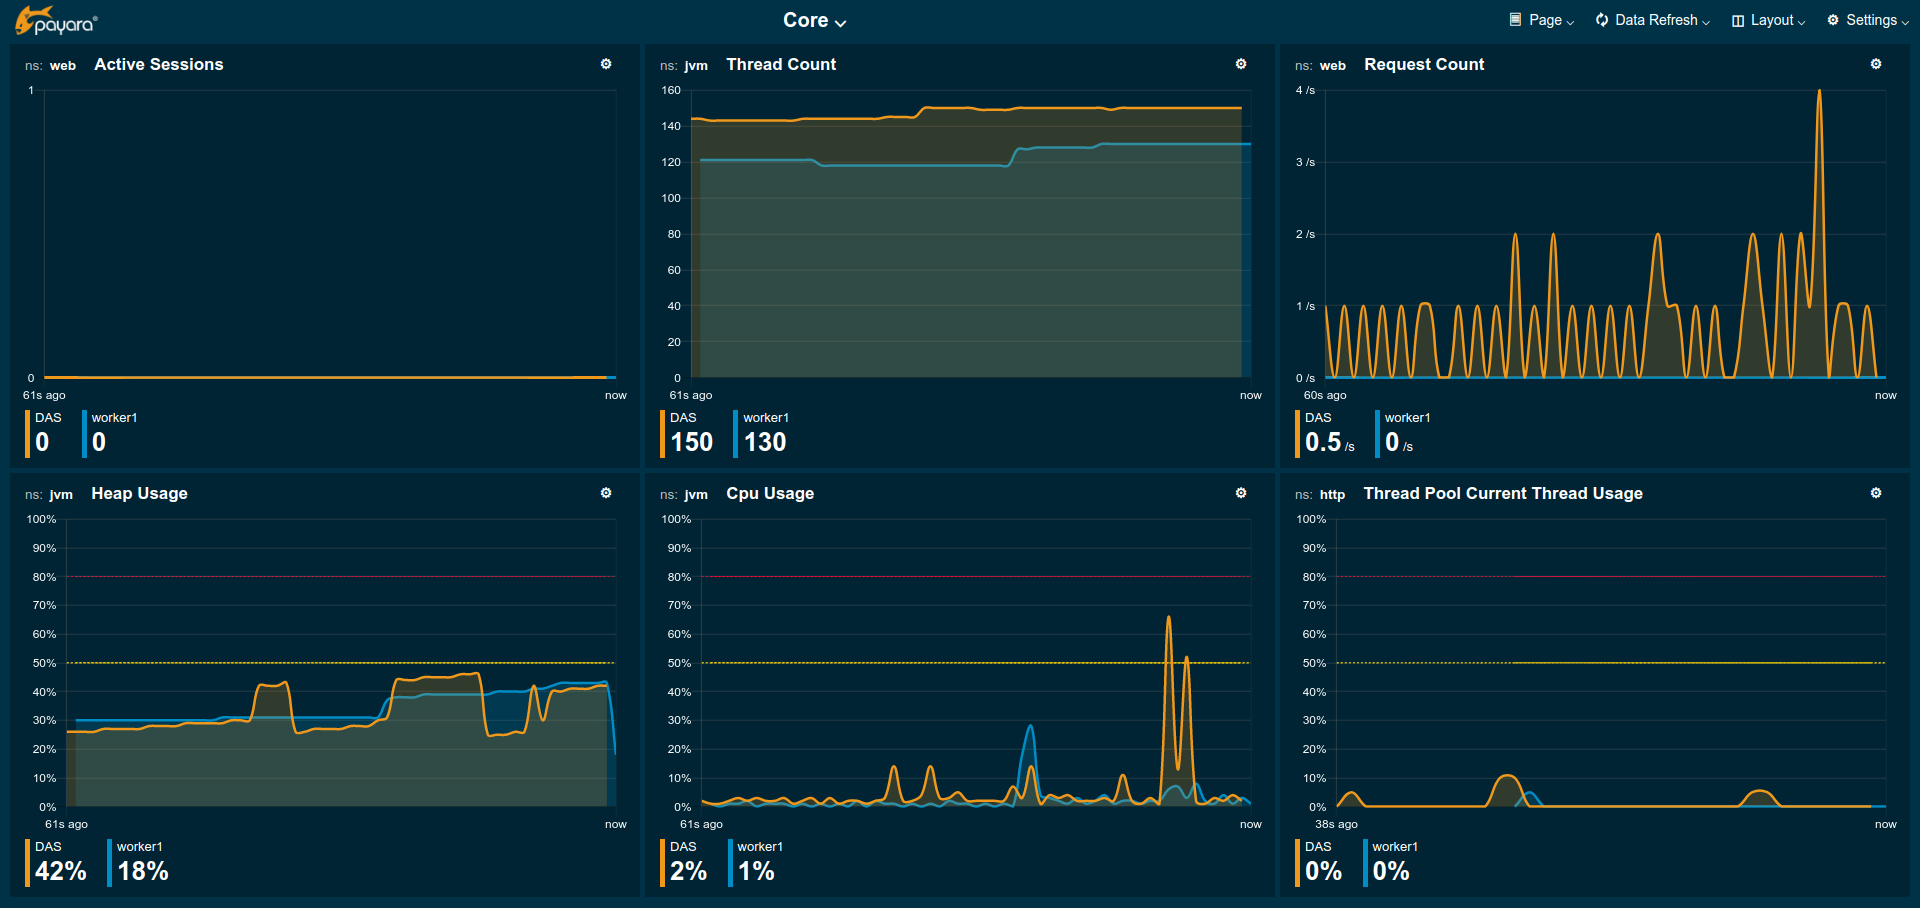 payara®
Core
Page
Data Refresh
Layout
Settings
ns: web Active Sessions
1
0
61s ago
now
DAS
0
worker1
0
ns: jvm Thread Count
160
140
120
100
80
60
40
20
0
61s ago
now
DAS
150
worker1
130
ns: web Request Count
4 /s
3 /s
2 /s
1 /s
0 /s
60s ago
now
DAS
0.5 /s
worker1
0 /s
ns: jvm Heap Usage
100%
90%
80%
70%
60%
50%
40%
30%
20%
10%
0%
61s ago
now
DAS
42%
worker1
18%
ns: jvm Cpu Usage
100%
90%
80%
70%
60%
50%
40%
30%
20%
10%
0%
61s ago
now
DAS
2%
worker1
1%
ns: http Thread Pool Current Thread Usage
100%
90%
80%
70%
60%
50%
40%
30%
20%
10%
0%
38s ago
now
DAS
0%
worker1
0%